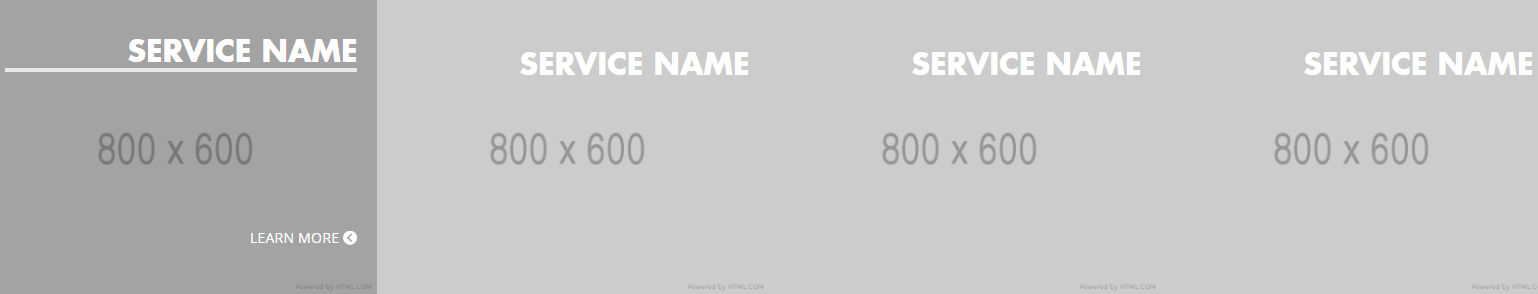 SERVICE NAME
800 x 600
LEARN MORE
Powered by HTML.COM
SERVICE NAME
800 x 600
Powered by HTML.COM
SERVICE NAME
800 x 600
Powered by HTML.COM
SERVICE NAME
800 x 600
Powered by HTML.C